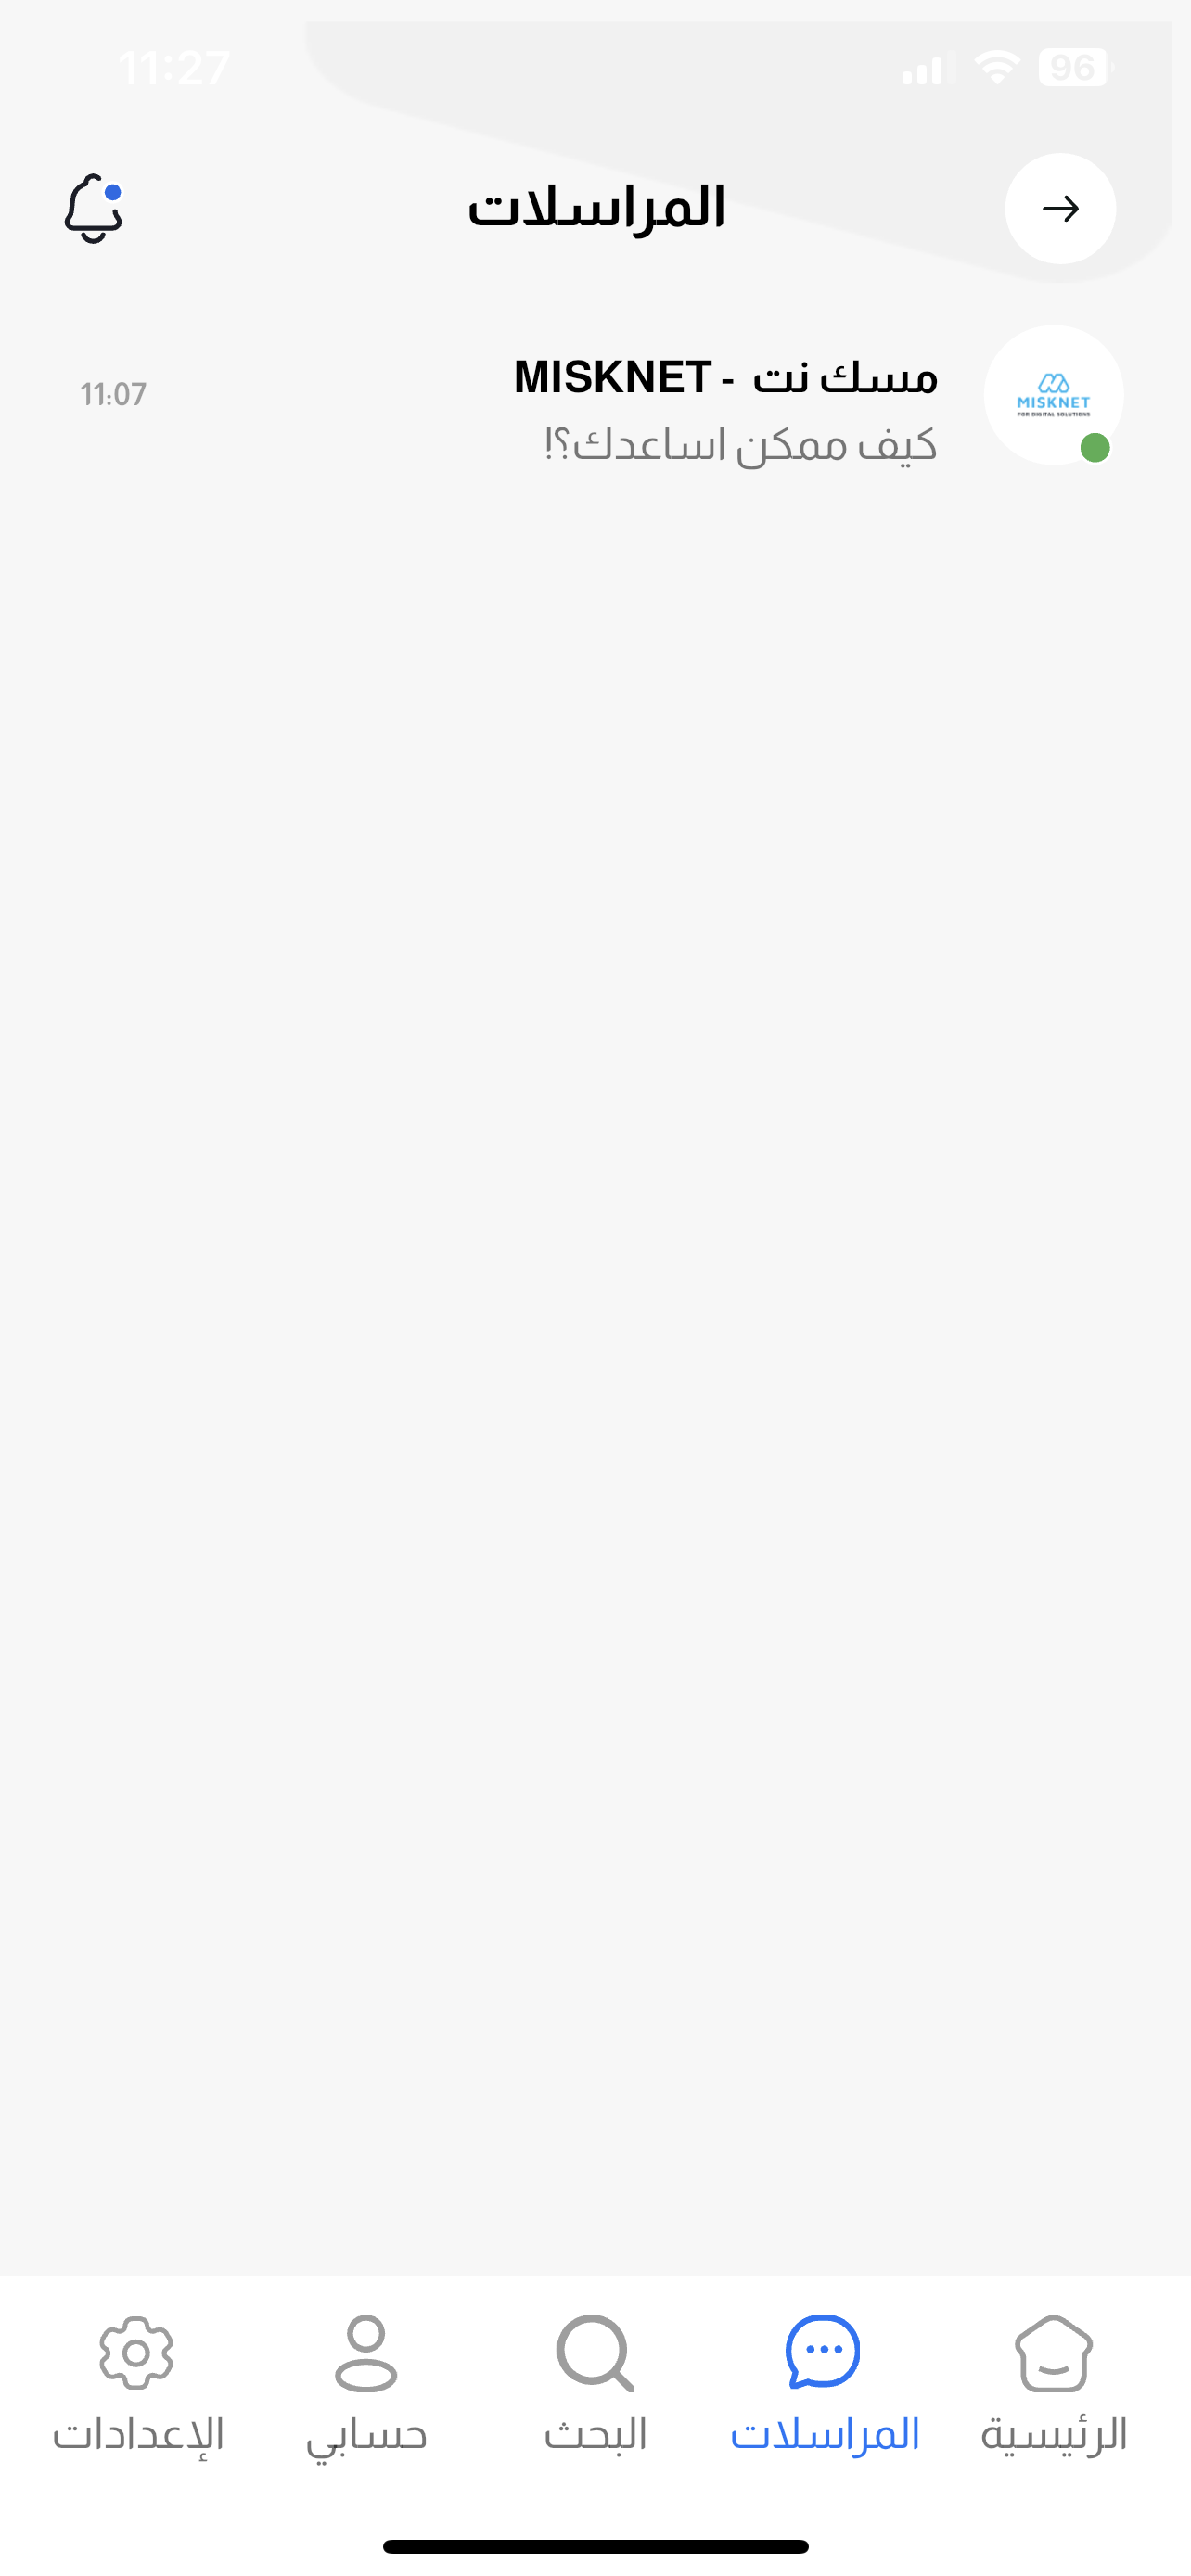 11:27
96
المراسلات
مسك نت - MISKNET
11:07
كيف ممكن اساعدك؟!
MISKNET
FOR DIGITAL SOLUTIONS
الرئيسية
المراسلات
البحث
حسابي
الإعدادات